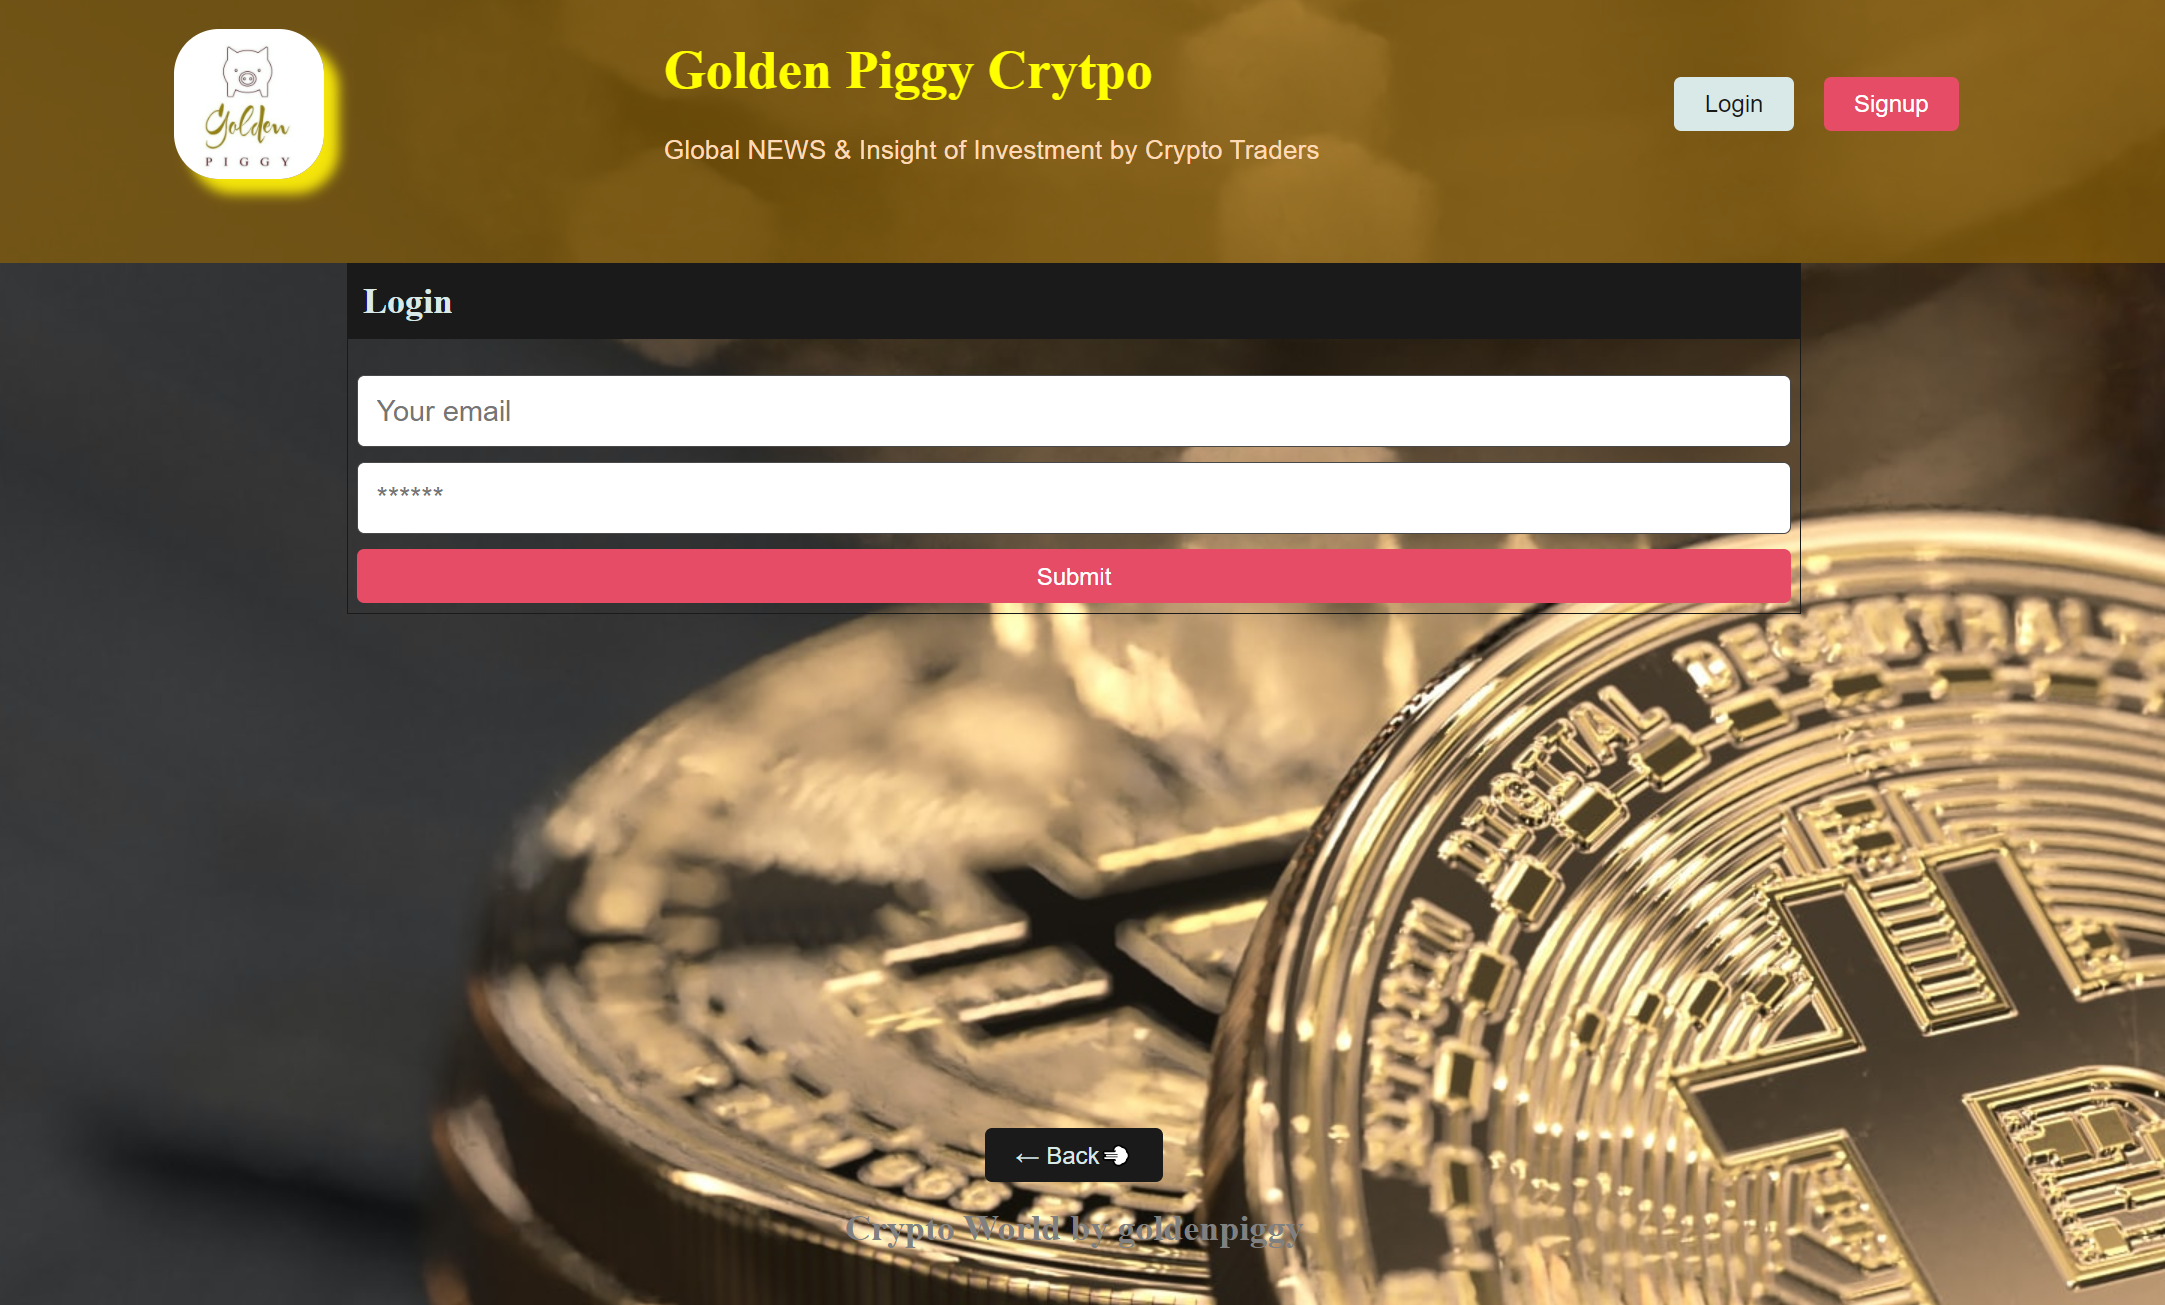 Golden
PIGGY
Golden Piggy Crytpo
Global NEWS & Insight of Investment by Crypto Traders
Login
Signup
Login
Your email
******
Submit
DIGITAL DECENTRAL
← Back
Crypto World by goldenpiggy